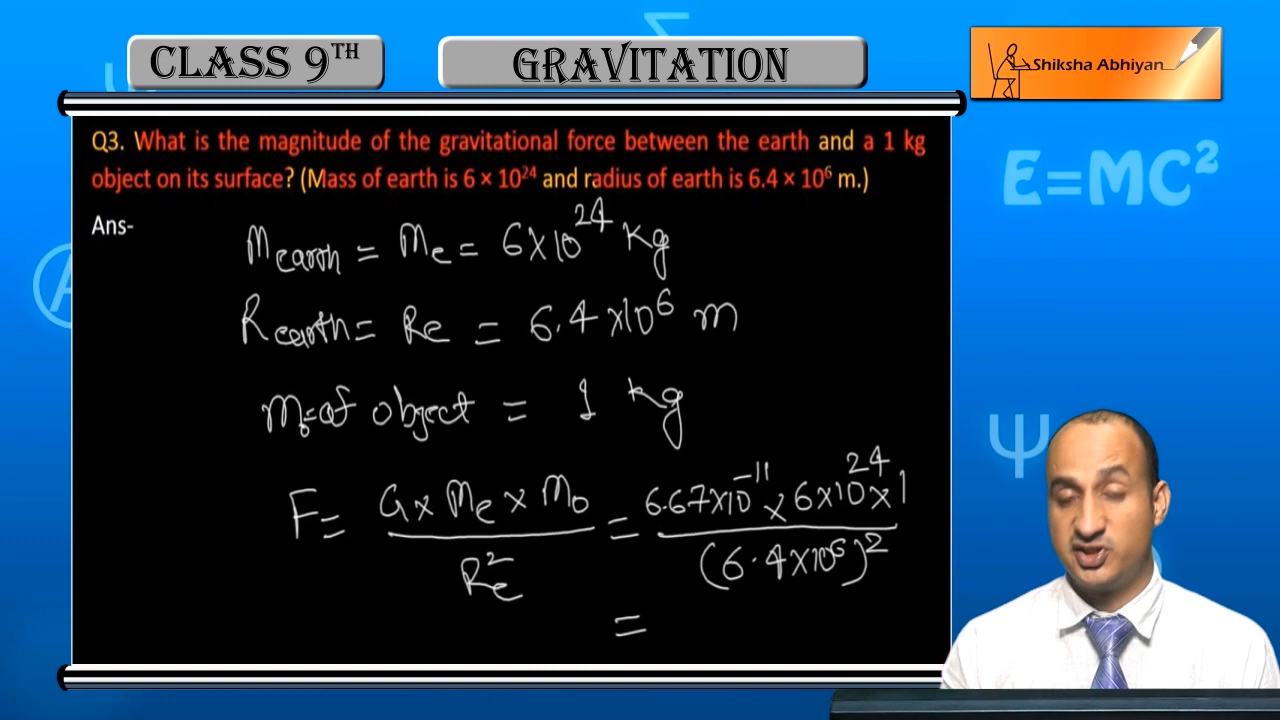 CLASS 9TH
GRAVITATION
Shiksha Abhiyan
Q3. What is the magnitude of the gravitational force between the earth and a 1 kg
object on its surface? (Mass of earth is 6 × 10²⁴ and radius of earth is 6.4 × 10⁶ m.)
Ans-
Mearth = Me = 6×10²⁴ Kg
Rearth = Re = 6.4×10⁶ m
m₀=of object = 1 Kg
F= G× Me × Mo / Re² = 6.67×10⁻¹¹ × 6×10²⁴×1 / (6.4×10⁶)²
=
E=MC²
Ψ
Σ